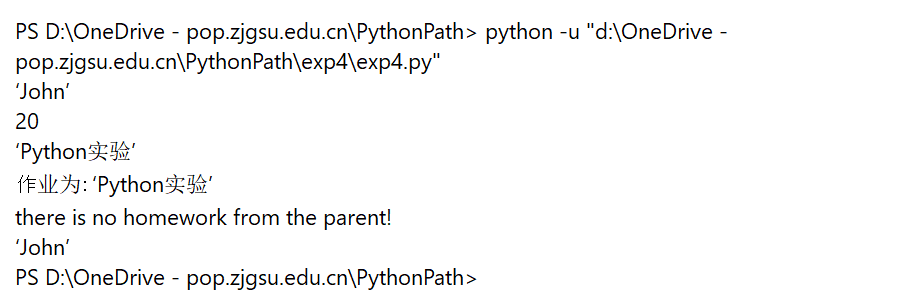 PS D:\OneDrive - pop.zjgsu.edu.cn\PythonPath> python -u "d:\OneDrive -
pop.zjgsu.edu.cn\PythonPath\exp4\exp4.py"
‘John’
20
‘Python实验’
作业为: ‘Python实验’
there is no homework from the parent!
‘John’
PS D:\OneDrive - pop.zjgsu.edu.cn\PythonPath>